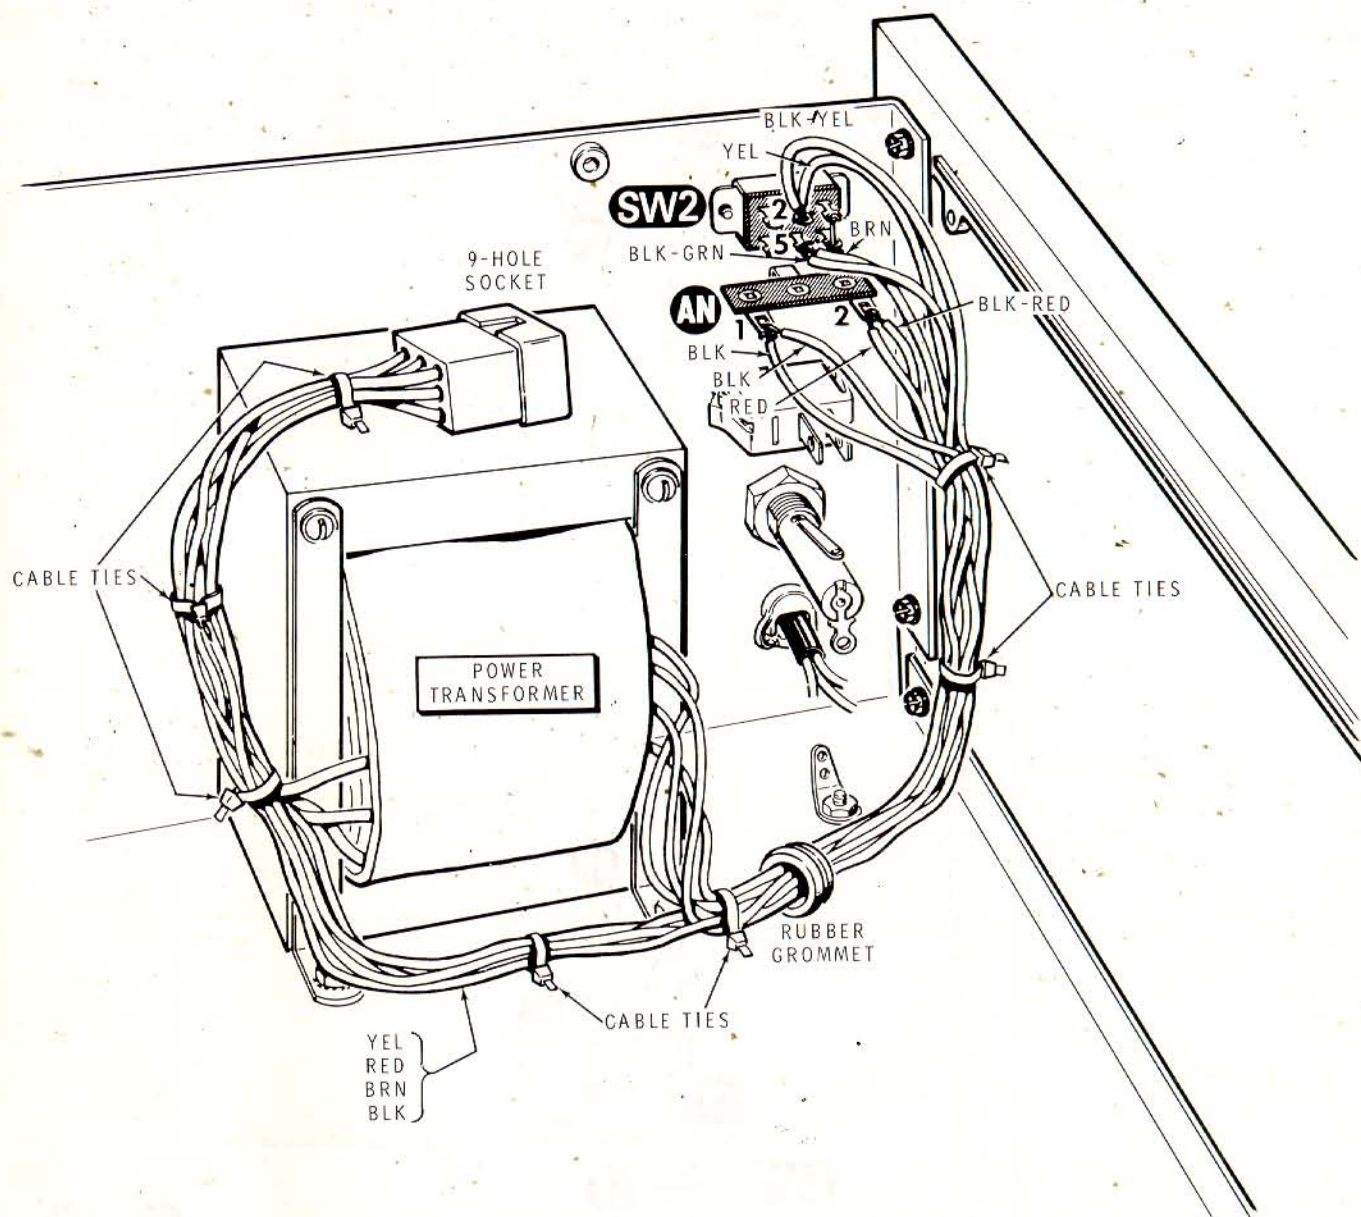 BLK-YEL
YEL
SW2
2
5
BRN
BLK-GRN
9-HOLE
SOCKET
AN
1
2
BLK-RED
BLK
BLK
RED
CABLE TIES
CABLE TIES
POWER
TRANSFORMER
RUBBER
GROMMET
CABLE TIES
YEL
RED
BRN
BLK